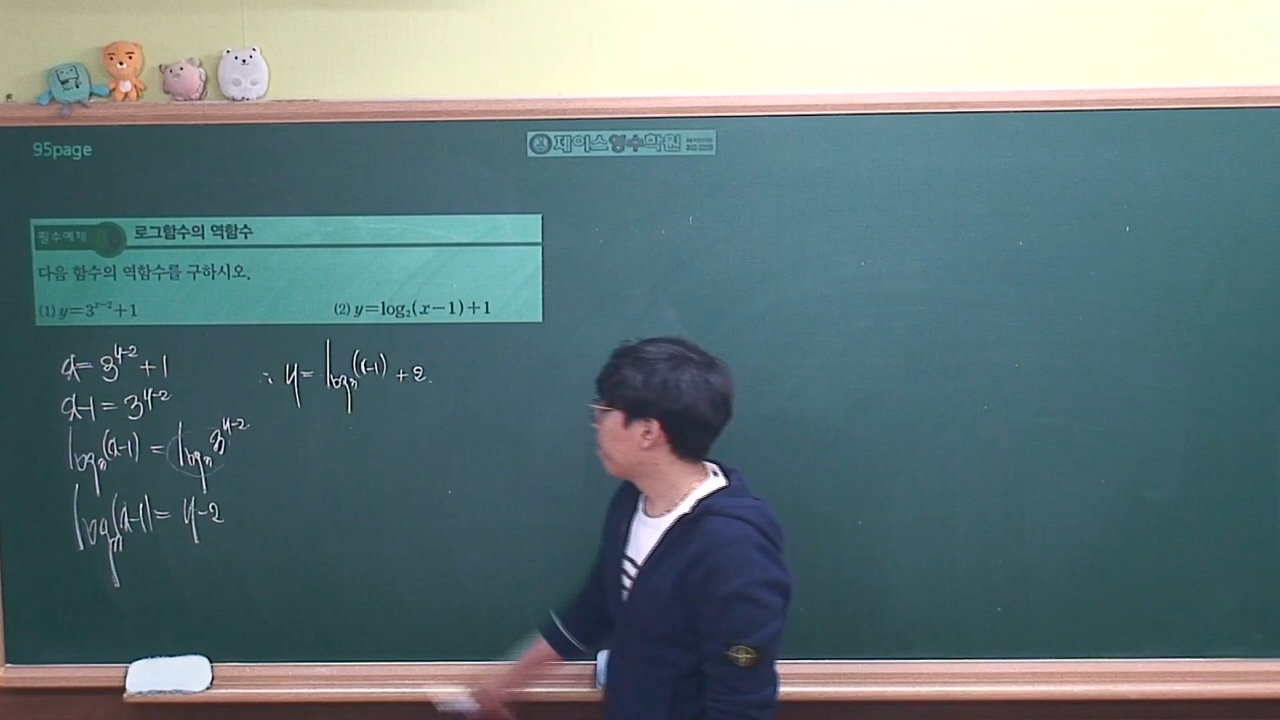 95page
제이스영수학원
필수예제 06 로그함수의 역함수
다음 함수의 역함수를 구하시오.
(1) y=3^{x-2}+1 (2) y=log₂(x-1)+1
x=3^{y-2}+1
x-1=3^{y-2}
log₃(x-1)=log₃3^{y-2}
log₃(x-1)=y-2
∴ y=log₃(x-1)+2.